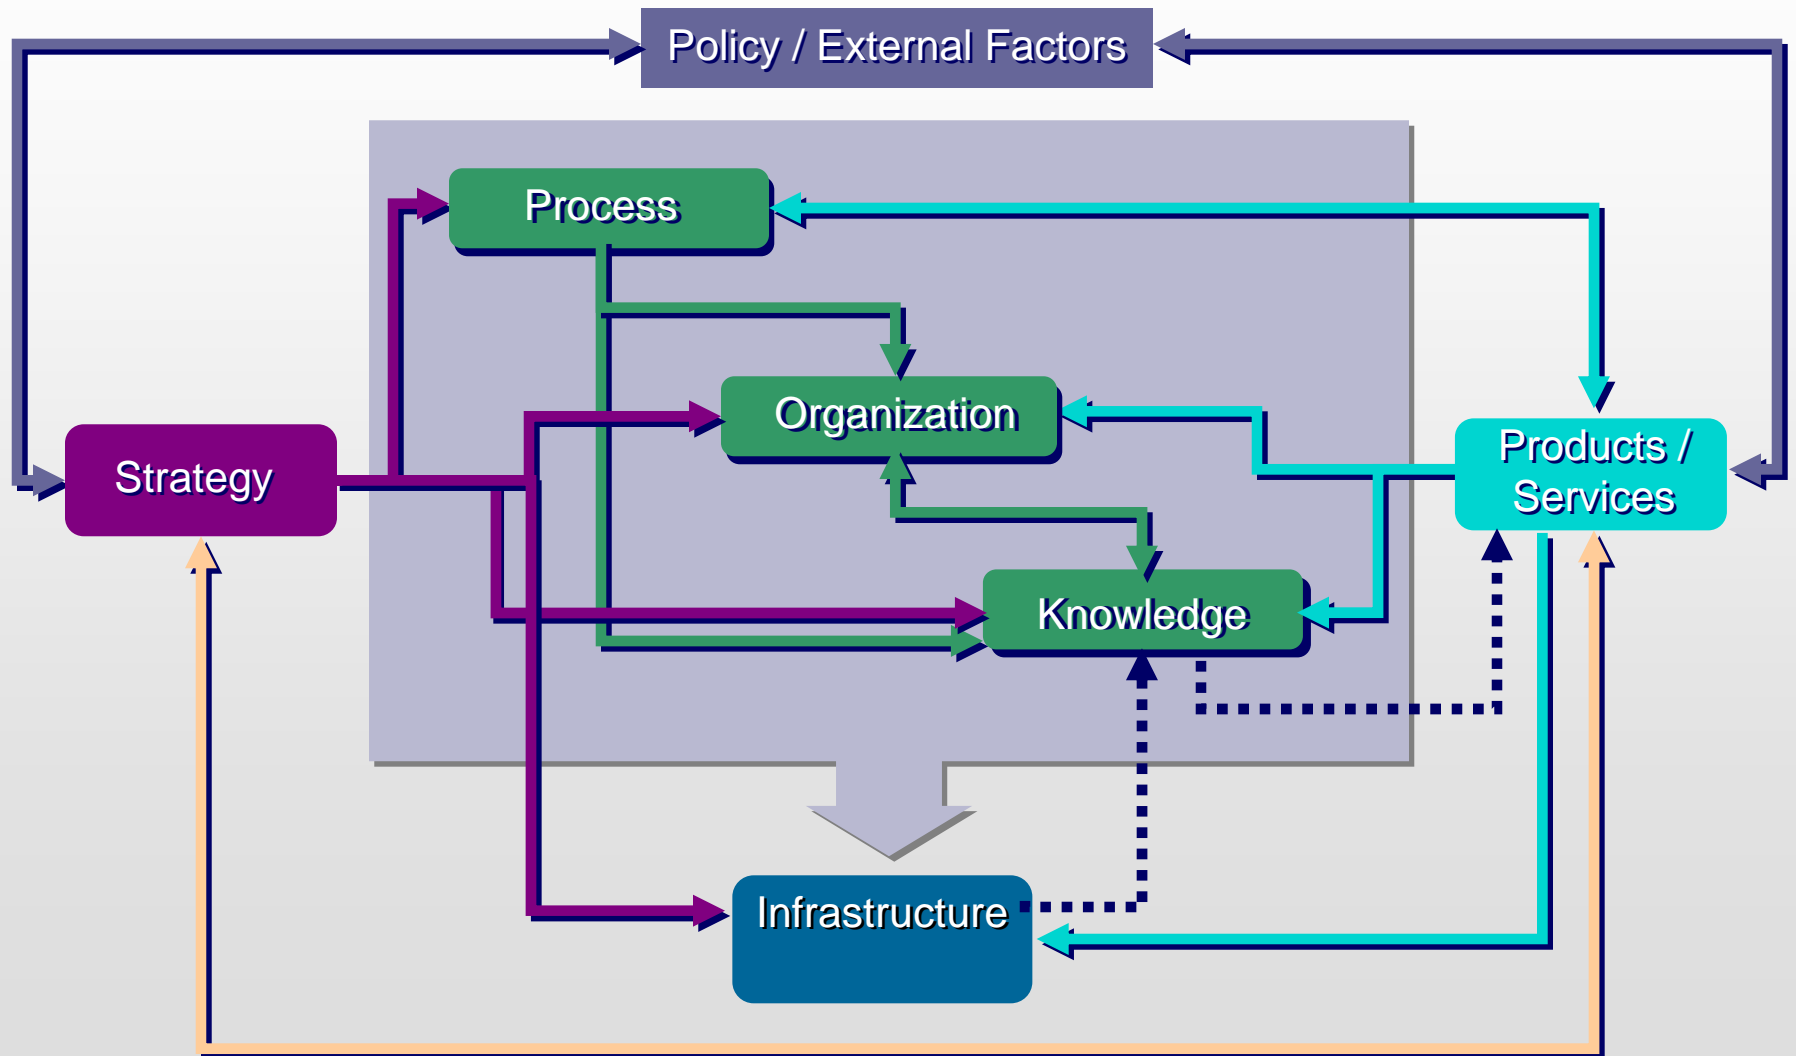 Policy / External Factors
Process
Organization
Strategy
Products /
Services
Knowledge
Infrastructure